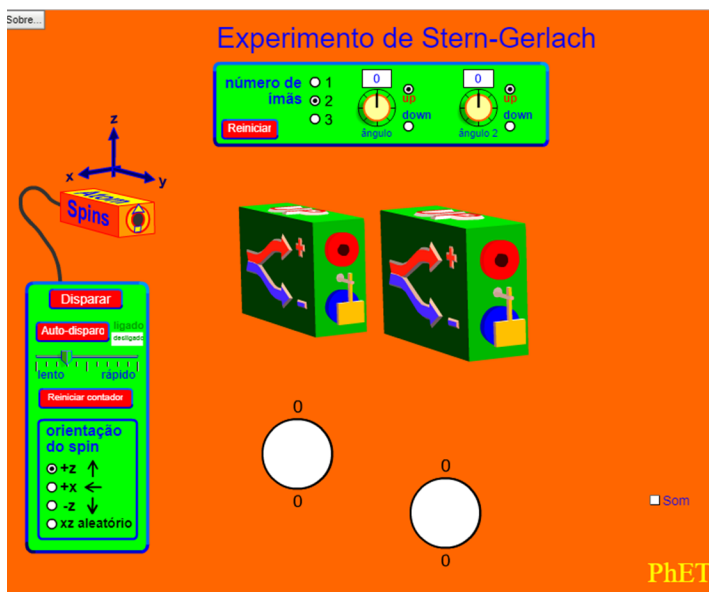 Sobre...
Experimento de Stern-Gerlach
número de
ímãs
1
2
3
Reiniciar
0
up
down
ângulo
0
up
down
ângulo 2
z
x
y
Atom
Spins
+
-
+
-
Disparar
Auto-disparo
ligado
desligado
lento
rápido
Reiniciar contador
orientação
do spin
+z
+x
-z
xz aleatório
0
0
0
0
Som
PhET